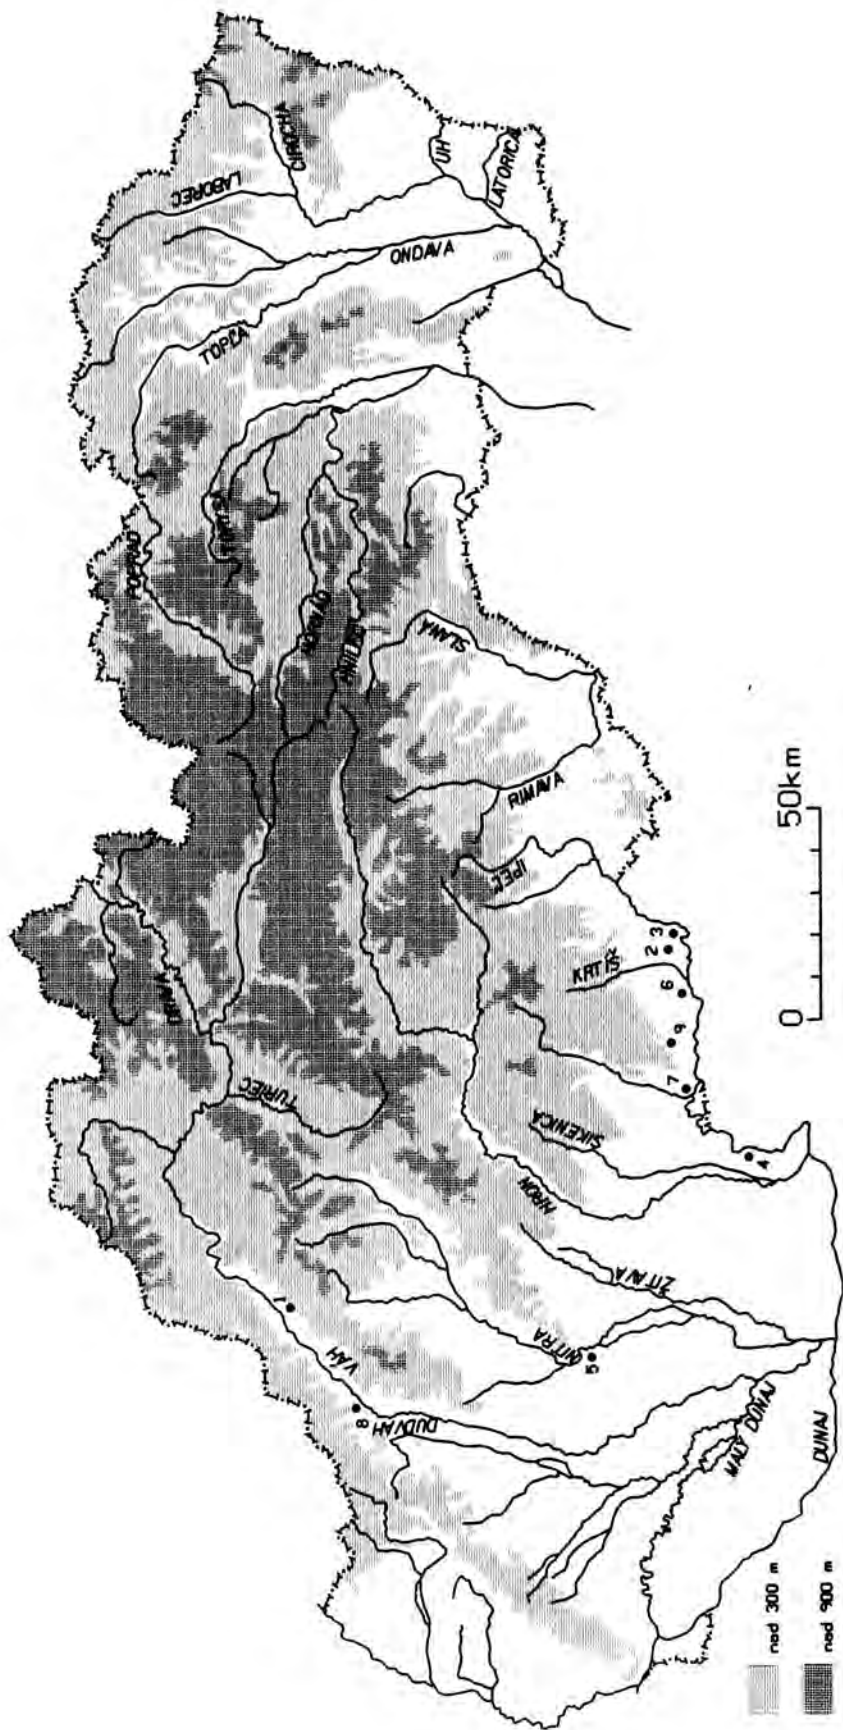 ORAVA
POPRAD
LABOREC
CIROCHA
UH
LATORICA
ONDAVA
TOPĽA
TORYSA
HORNÁD
HNILEC
SLANÁ
RIMAVA
IPEĽ
KRTÍŠ
TURIEC
VÁH
DUDVÁH
NITRA
ŽITAVA
HRON
SIKENICA
MALÝ DUNAJ
DUNAJ
1
8
5
4
7
9
6
2
3
nad 300 m
nad 900 m
0 50km